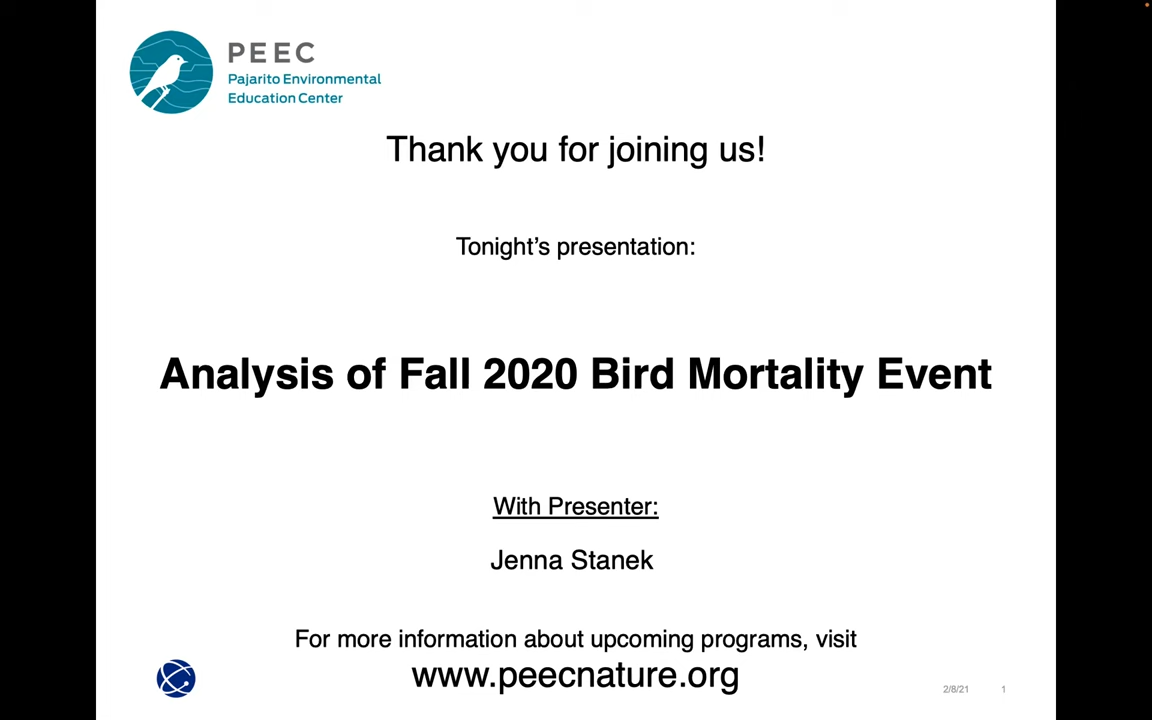 PEEC
Pajarito Environmental
Education Center
Thank you for joining us!
Tonight’s presentation:
Analysis of Fall 2020 Bird Mortality Event
With Presenter:
Jenna Stanek
For more information about upcoming programs, visit
www.peecnature.org
2/8/21 1